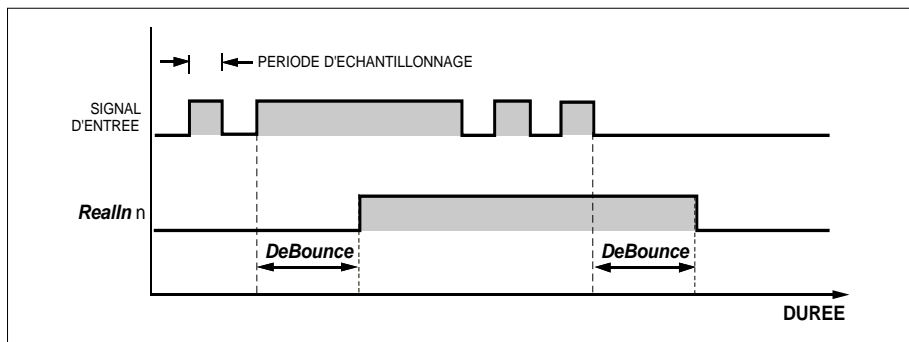 PERIODE D'ECHANTILLONNAGE
SIGNAL
D'ENTREE
RealIn n
DeBounce
DeBounce
DUREE